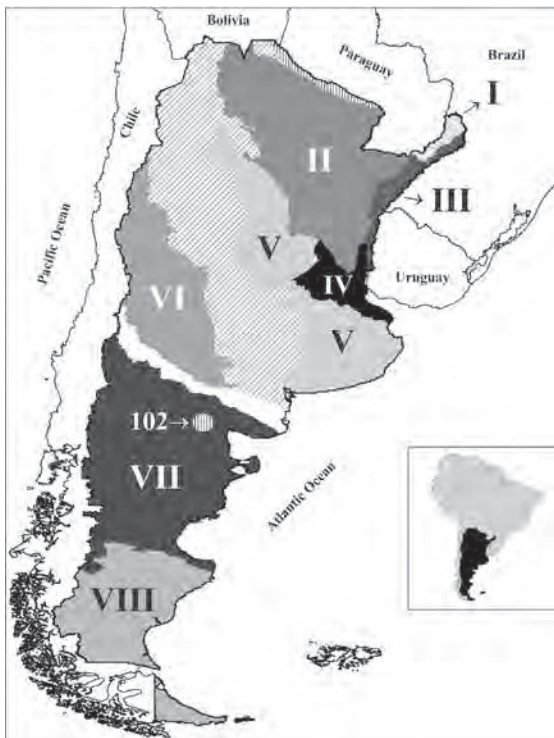 Bolivia
Paraguay
Brazil
I
Chile
II
III
Pacific Ocean
V
Uruguay
IV
VI
V
102→
VII
Atlantic Ocean
VIII